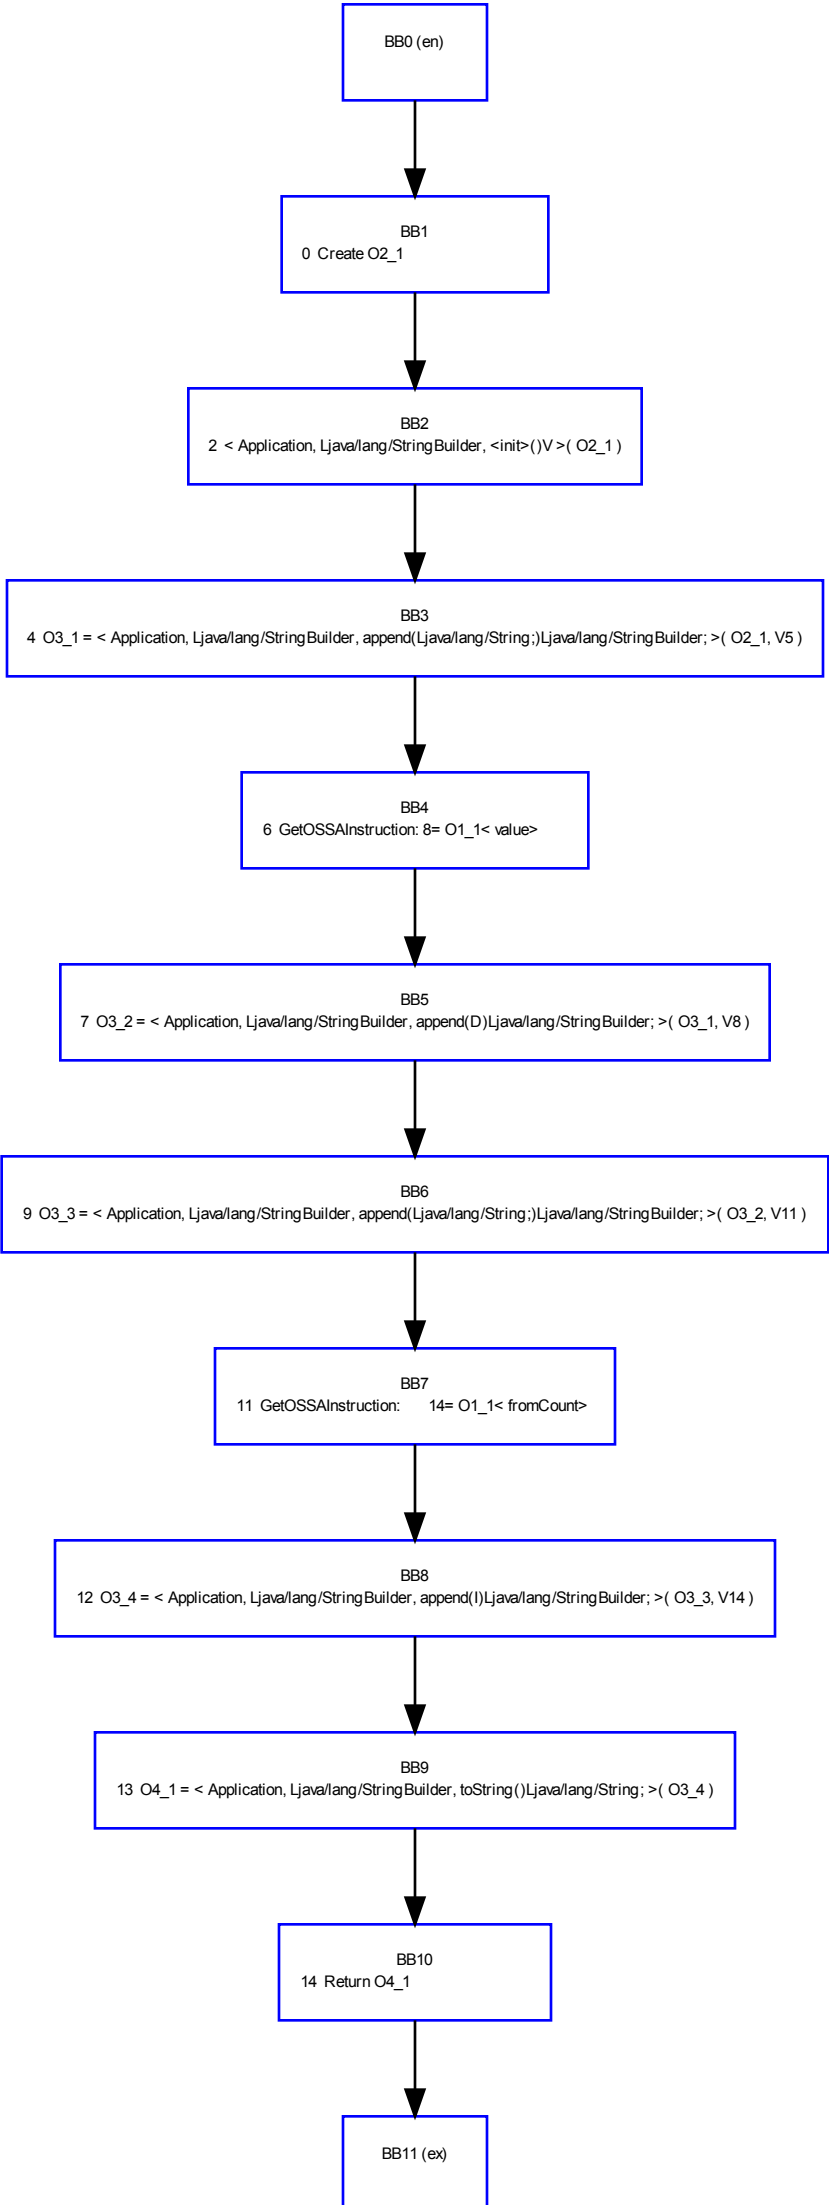 BB0 (en)
BB1
0 Create O2_1
BB2
2 < Application, Ljava/lang/StringBuilder, <init>()V >( O2_1 )
BB3
4 O3_1 = < Application, Ljava/lang/StringBuilder, append(Ljava/lang/String;)Ljava/lang/StringBuilder; >( O2_1, V5 )
BB4
6 GetOSSAInstruction: 8= O1_1< value>
BB5
7 O3_2 = < Application, Ljava/lang/StringBuilder, append(D)Ljava/lang/StringBuilder; >( O3_1, V8 )
BB6
9 O3_3 = < Application, Ljava/lang/StringBuilder, append(Ljava/lang/String;)Ljava/lang/StringBuilder; >( O3_2, V11 )
BB7
11 GetOSSAInstruction: 14= O1_1< fromCount>
BB8
12 O3_4 = < Application, Ljava/lang/StringBuilder, append(I)Ljava/lang/StringBuilder; >( O3_3, V14 )
BB9
13 O4_1 = < Application, Ljava/lang/StringBuilder, toString()Ljava/lang/String; >( O3_4 )
BB10
14 Return O4_1
BB11 (ex)